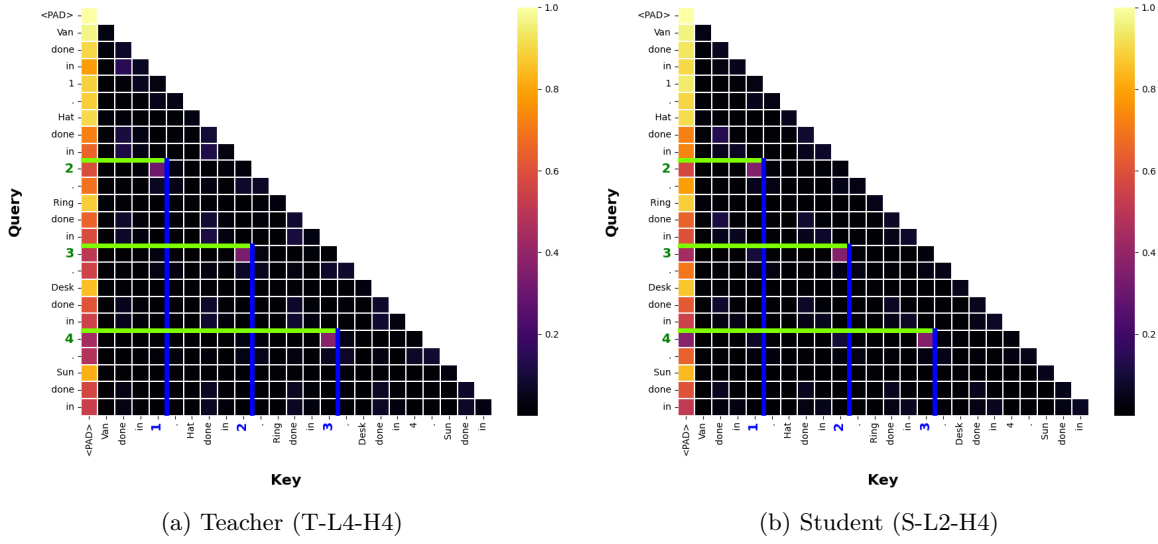 <PAD>
Van
done
in
1
.
Hat
done
in
2
.
Ring
done
in
3
.
Desk
done
in
4
.
Sun
done
in
Query
<PAD> Van done in 1 . Hat done in 2 . Ring done in 3 . Desk done in 4 . Sun done in
Key
1.0
0.8
0.6
0.4
0.2
(a) Teacher (T-L4-H4)
<PAD>
Van
done
in
1
.
Hat
done
in
2
.
Ring
done
in
3
.
Desk
done
in
4
.
Sun
done
in
Query
<PAD> Van done in 1 . Hat done in 2 . Ring done in 3 . Desk done in 4 . Sun done in
Key
1.0
0.8
0.6
0.4
0.2
(b) Student (S-L2-H4)